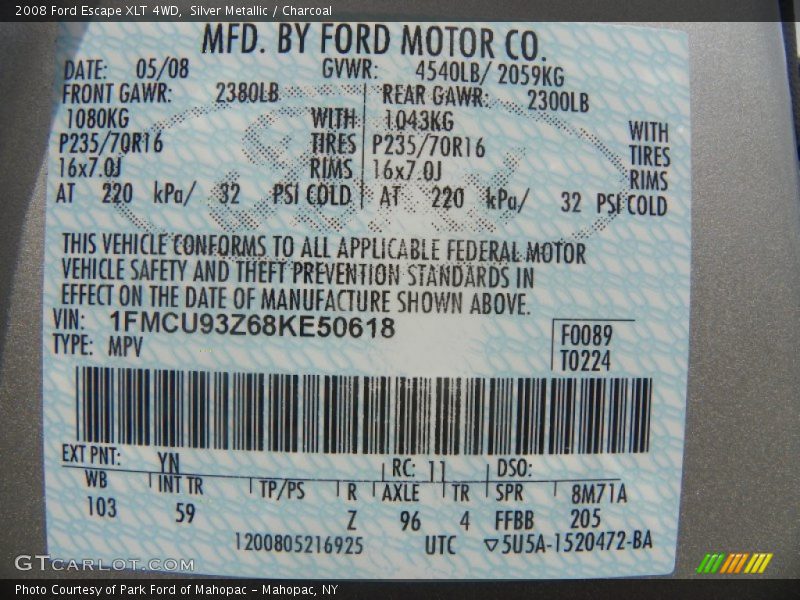 2008 Ford Escape XLT 4WD, Silver Metallic / Charcoal
MFD. BY FORD MOTOR CO.
DATE: 05/08 GVWR: 4540LB/ 2059KG
FRONT GAWR: 2380LB REAR GAWR: 2300LB
1080KG WITH 1043KG WITH
P235/70R16 TIRES P235/70R16 TIRES
16x7.0J RIMS 16x7.0J RIMS
AT 220 kPa/ 32 PSI COLD AT 220 kPa/ 32 PSI COLD
THIS VEHICLE CONFORMS TO ALL APPLICABLE FEDERAL MOTOR
VEHICLE SAFETY AND THEFT PREVENTION STANDARDS IN
EFFECT ON THE DATE OF MANUFACTURE SHOWN ABOVE.
VIN: 1FMCU93Z68KE50618
TYPE: MPV
F0089
T0224
EXT PNT: YN RC: 11 DSO:
WB INT TR TP/PS R AXLE TR SPR 8M71A
103 59 Z 96 4 FFBB 205
1200805216925 UTC ▽5U5A-1520472-BA
GTCARLOT.COM
Photo Courtesy of Park Ford of Mahopac - Mahopac, NY